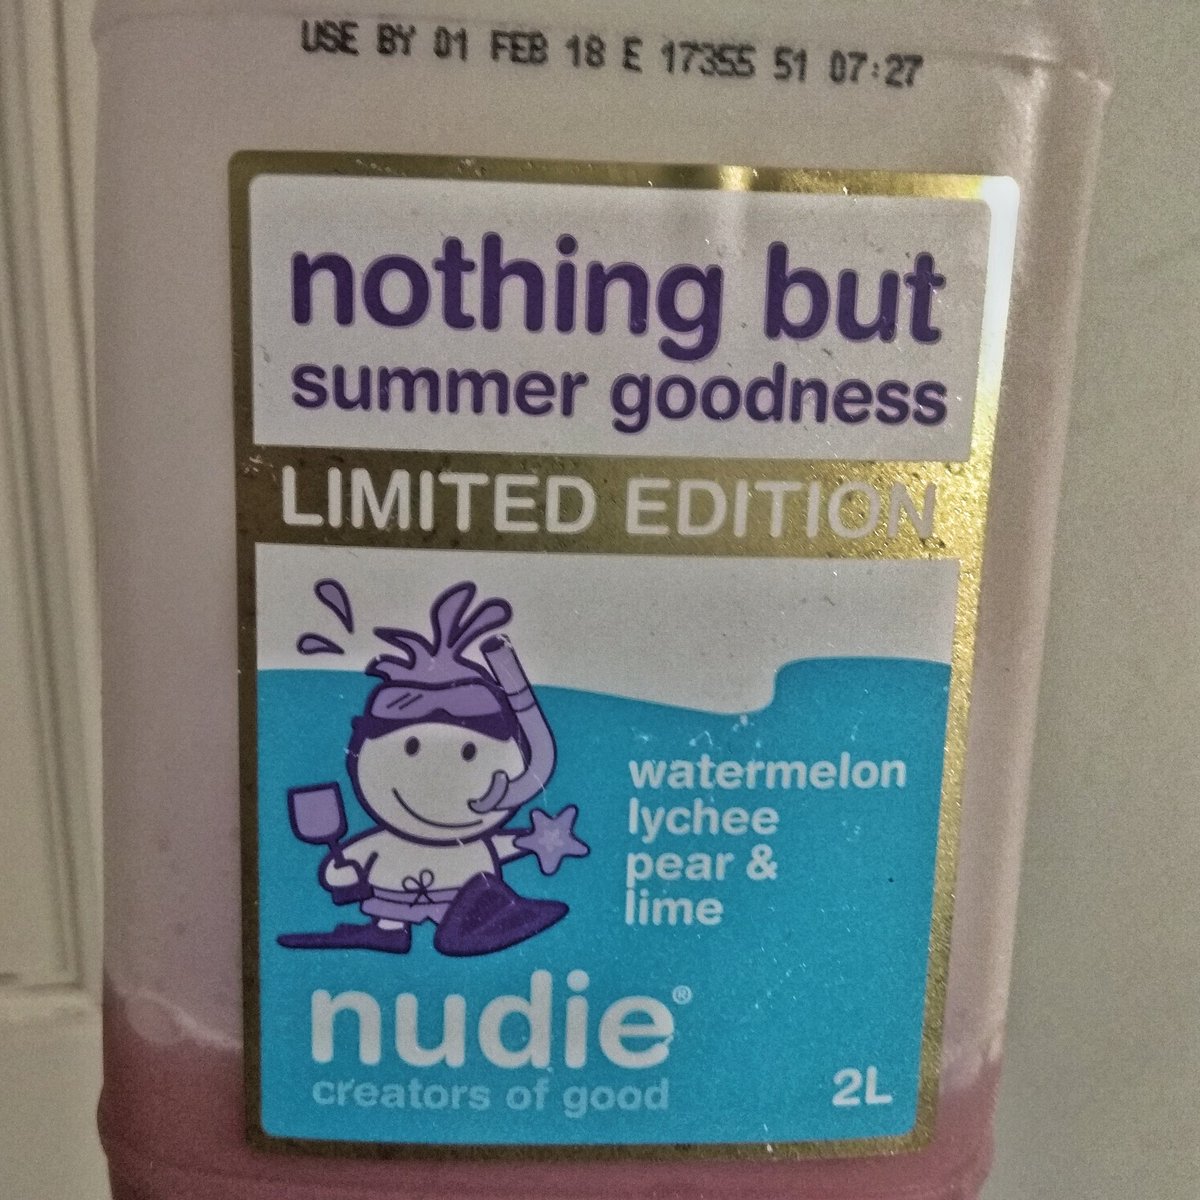 USE BY 01 FEB 18 E 17355 51 07:27
nothing but
summer goodness
LIMITED EDITION
watermelon
lychee
pear &
lime
nudie®
creators of good
2L